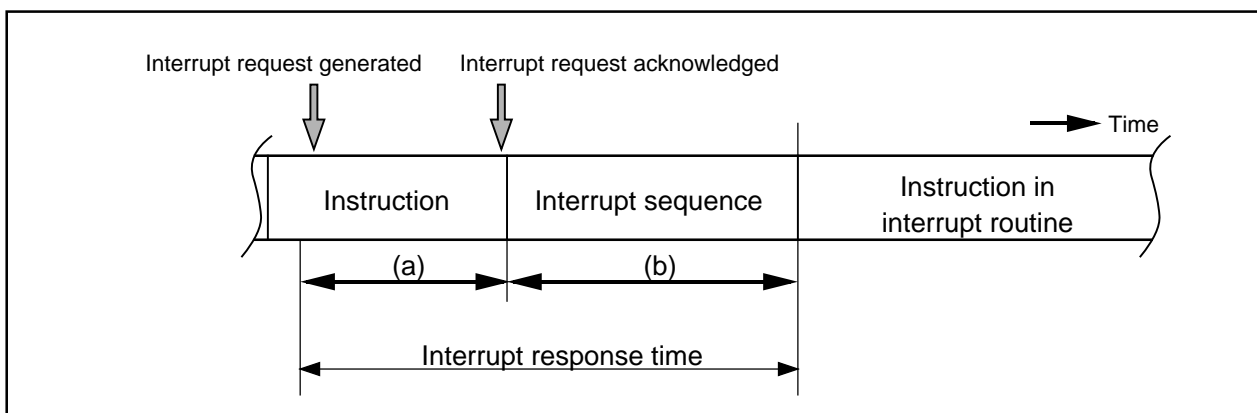 Interrupt request generated
Interrupt request acknowledged
Time
Instruction
Interrupt sequence
Instruction in
interrupt routine
(a)
(b)
Interrupt response time